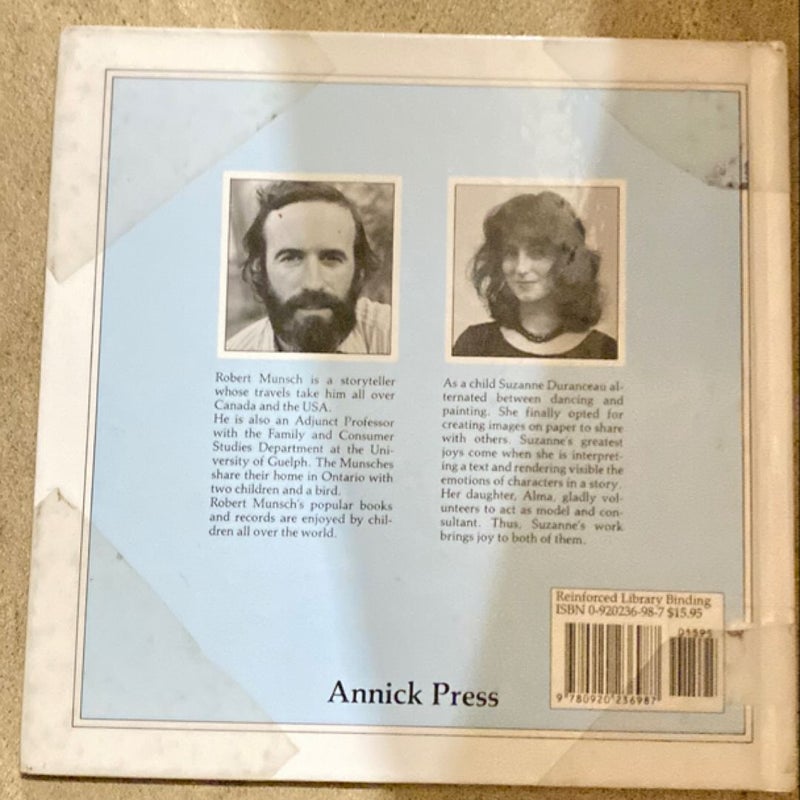 Robert Munsch is a storyteller
whose travels take him all over
Canada and the USA.
He is also an Adjunct Professor
with the Family and Consumer
Studies Department at the Uni-
versity of Guelph. The Munsches
share their home in Ontario with
two children and a bird.
Robert Munsch's popular books
and records are enjoyed by chil-
dren all over the world.
As a child Suzanne Duranceau al-
ternated between dancing and
painting. She finally opted for
creating images on paper to share
with others. Suzanne's greatest
joys come when she is interpret-
ing a text and rendering visible the
emotions of characters in a story.
Her daughter, Alma, gladly vol-
unteers to act as model and con-
sultant. Thus, Suzanne's work
brings joy to both of them.
Reinforced Library Binding
ISBN 0-920236-98-7 $15.95
01595
9 780920 236987
Annick Press